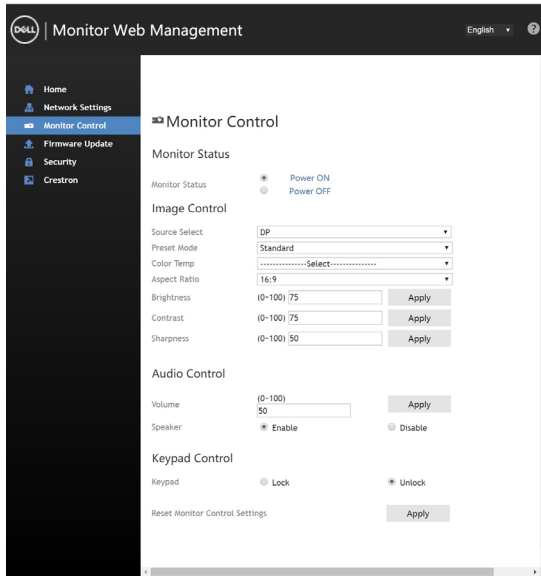 DELL | Monitor Web Management
English
?
Home
Network Settings
Monitor Control
Firmware Update
Security
Crestron
Monitor Control
Monitor Status
Monitor Status Power ON
Power OFF
Image Control
Source Select DP
Preset Mode Standard
Color Temp ---------------Select---------------
Aspect Ratio 16:9
Brightness (0~100) 75 Apply
Contrast (0~100) 75 Apply
Sharpness (0~100) 50 Apply
Audio Control
(0~100)
Volume 50 Apply
Speaker Enable Disable
Keypad Control
Keypad Lock Unlock
Reset Monitor Control Settings Apply